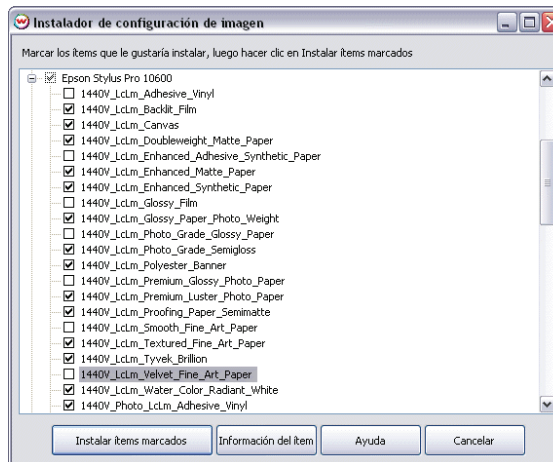 Instalador de configuración de imagen
Marcar los ítems que le gustaría instalar, luego hacer clic en Instalar ítems marcados
Epson Stylus Pro 10600
1440V_LcLm_Adhesive_Vinyl
1440V_LcLm_Backlit_Film
1440V_LcLm_Canvas
1440V_LcLm_Doubleweight_Matte_Paper
1440V_LcLm_Enhanced_Adhesive_Synthetic_Paper
1440V_LcLm_Enhanced_Matte_Paper
1440V_LcLm_Enhanced_Synthetic_Paper
1440V_LcLm_Glossy_Film
1440V_LcLm_Glossy_Paper_Photo_Weight
1440V_LcLm_Photo_Grade_Glossy_Paper
1440V_LcLm_Photo_Grade_Semigloss
1440V_LcLm_Polyester_Banner
1440V_LcLm_Premium_Glossy_Photo_Paper
1440V_LcLm_Premium_Luster_Photo_Paper
1440V_LcLm_Proofing_Paper_Semimatte
1440V_LcLm_Smooth_Fine_Art_Paper
1440V_LcLm_Textured_Fine_Art_Paper
1440V_LcLm_Tyvek_Brillion
1440V_LcLm_Velvet_Fine_Art_Paper
1440V_LcLm_Water_Color_Radiant_White
1440V_Photo_LcLm_Adhesive_Vinyl
Instalar ítems marcados Información del ítem Ayuda Cancelar